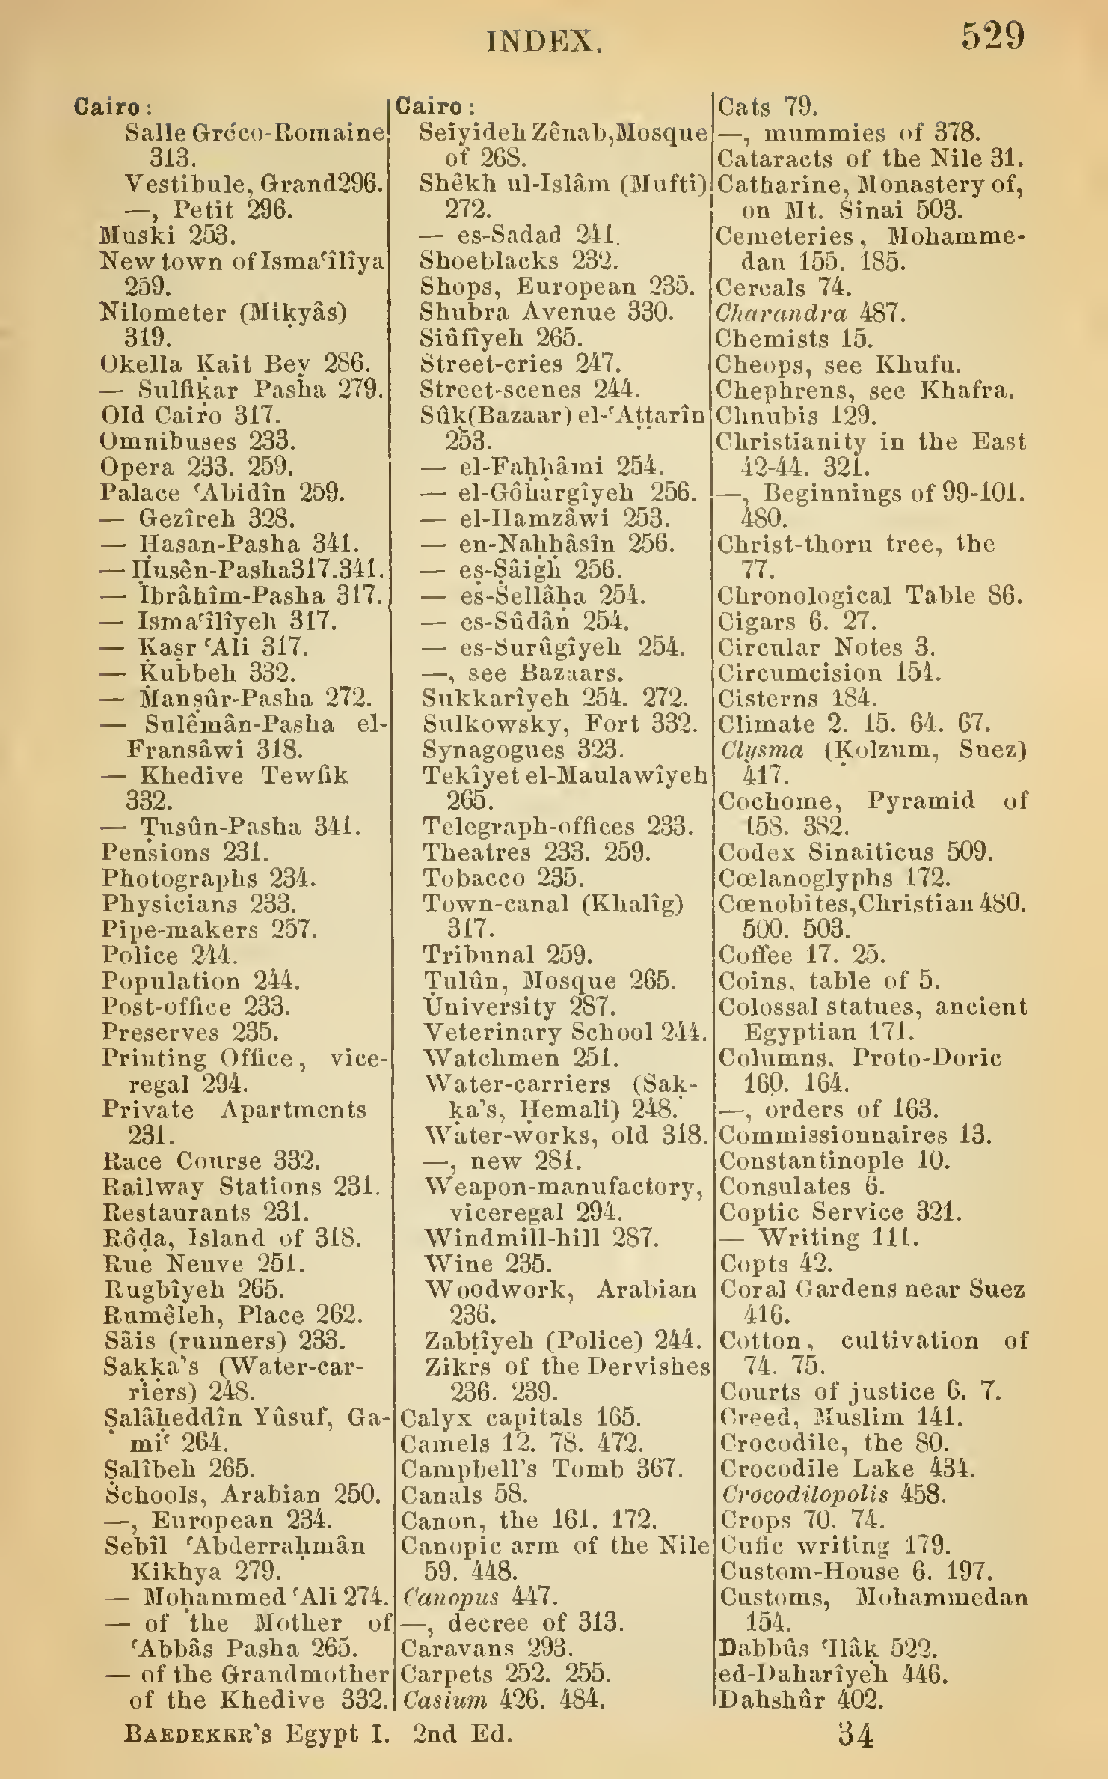 INDEX. 529
Cairo:
Salle Gréco-Romaine
313.
Vestibule, Grand 296.
—, Petit 296.
Muski 253.
New town of Ismaʿîlîya
259.
Nilometer (Miḳyâs)
319.
Okella Kait Bey 286.
— Sulfiḳar Pasha 279.
Old Cairo 317.
Omnibuses 233.
Opera 233. 259.
Palace ʿAbidîn 259.
— Gezîreh 328.
— Ḥasan-Pasha 341.
— Ḥusên-Pasha 317. 341.
— Ibrâhîm-Pasha 317.
— Ismaʿîlîyeh 317.
— Ḳaṣr ʿAli 317.
— Ḳubbeh 332.
— Manṣûr-Pasha 272.
— Sulêmân-Pasha el-
Fransâwi 318.
— Khedive Tewfik
332.
— Ṭusûn-Pasha 341.
Pensions 231.
Photographs 234.
Physicians 233.
Pipe-makers 257.
Police 244.
Population 244.
Post-office 233.
Preserves 235.
Printing Office, vice-
regal 294.
Private Apartments
231.
Race Course 332.
Railway Stations 231.
Restaurants 231.
Rôḍa, Island of 318.
Rue Neuve 251.
Rugbîyeh 265.
Rumêleh, Place 262.
Sâis (runners) 233.
Saḳḳa's (Water-car-
riers) 248.
Ṣalâḥeddîn Yûsuf, Ga-
miʿ 264.
Ṣalîbeh 265.
Schools, Arabian 250.
—, European 234.
Sebîl ʿAbderraḥmân
Kikhya 279.
— Moḥammed ʿAli 274.
— of the Mother of
ʿAbbâs Pasha 265.
— of the Grandmother
of the Khedive 332.
Cairo:
Seiyideh Zênab, Mosque
of 268.
Shêkh ul-Islâm (Mufti)
272.
— es-Sadad 241.
Shoeblacks 232.
Shops, European 235.
Shubra Avenue 330.
Siûfîyeh 265.
Street-cries 247.
Street-scenes 244.
Sûḳ (Bazaar) el-ʿAṭṭarîn
253.
— el-Faḥḥâmi 254.
— el-Gôhargîyeh 256.
— el-Ḥamzâwi 253.
— en-Naḥḥâsîn 256.
— es-Sâigh 256.
— es-Sellâḥa 254.
— es-Sûdân 254.
— es-Surûgîyeh 254.
—, see Bazaars.
Sukkarîyeh 254. 272.
Sulkowsky, Fort 332.
Synagogues 323.
Tekîyet el-Maulawîyeh
265.
Telegraph-offices 233.
Theatres 233. 259.
Tobacco 235.
Town-canal (Khalîg)
317.
Tribunal 259.
Ṭulûn, Mosque 265.
University 287.
Veterinary School 244.
Watchmen 251.
Water-carriers (Sak-
ka's, Ḥemali) 248.
Water-works, old 318.
—, new 281.
Weapon-manufactory,
viceregal 294.
Windmill-hill 287.
Wine 235.
Woodwork, Arabian
236.
Zabṭîyeh (Police) 244.
Zikrs of the Dervishes
236. 239.
Calyx capitals 165.
Camels 12. 78. 472.
Campbell's Tomb 367.
Canals 58.
Canon, the 161. 172.
Canopic arm of the Nile
59. 448.
Canopus 447.
—, decree of 313.
Caravans 293.
Carpets 252. 255.
Casium 426. 484.
Cats 79.
—, mummies of 378.
Cataracts of the Nile 31.
Catharine, Monastery of,
on Mt. Sinai 503.
Cemeteries, Mohamme-
dan 155. 185.
Cereals 74.
Charandra 487.
Chemists 15.
Cheops, see Khufu.
Chephrens, see Khafra.
Chnubis 129.
Christianity in the East
42-44. 321.
—, Beginnings of 99-101.
480.
Christ-thorn tree, the
77.
Chronological Table 86.
Cigars 6. 27.
Circular Notes 3.
Circumcision 154.
Cisterns 184.
Climate 2. 15. 64. 67.
Clysma (Ḳolzum, Suez)
417.
Cochome, Pyramid of
158. 382.
Codex Sinaiticus 509.
Cœlanoglyphs 172.
Cœnobites, Christian 480.
500. 503.
Coffee 17. 25.
Coins, table of 5.
Colossal statues, ancient
Egyptian 171.
Columns, Proto-Doric
160. 164.
—, orders of 163.
Commissionnaires 13.
Constantinople 10.
Consulates 6.
Coptic Service 321.
— Writing 111.
Copts 42.
Coral Gardens near Suez
416.
Cotton, cultivation of
74. 75.
Courts of justice 6. 7.
Creed, Muslim 141.
Crocodile, the 80.
Crocodile Lake 434.
Crocodilopolis 458.
Crops 70. 74.
Cufic writing 179.
Custom-House 6. 197.
Customs, Mohammedan
154.
Dabbûs ʿIlâḳ 522.
ed-Daharîyeh 446.
Dahshûr 402.
BAEDEKER's Egypt I. 2nd Ed. 34